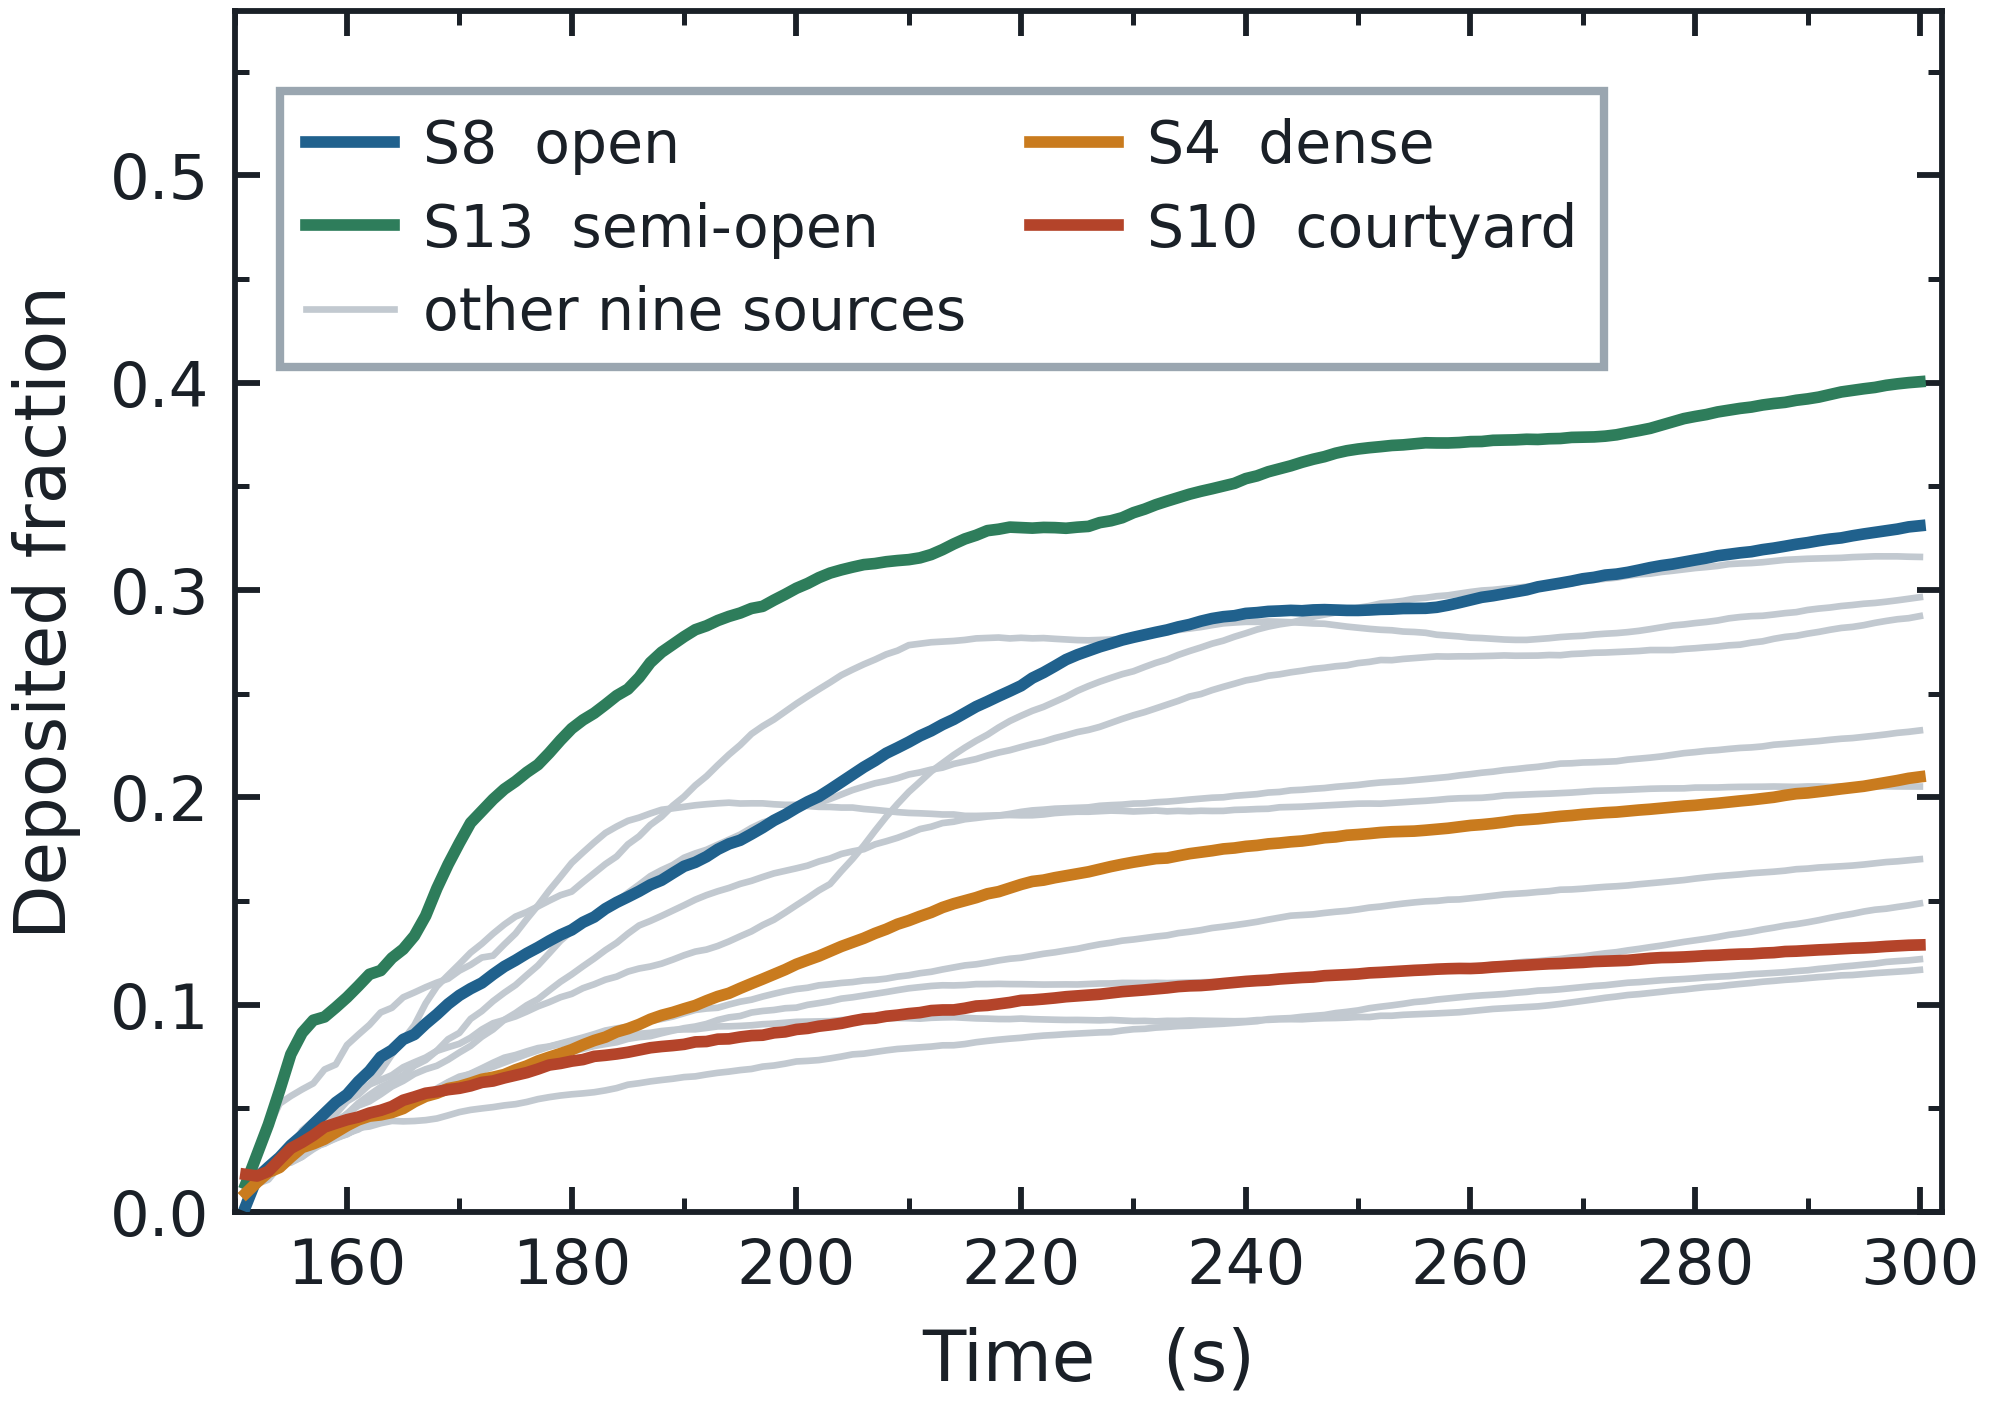 S8 open
S13 semi-open
other nine sources
S4 dense
S10 courtyard
Deposited fraction
0.5
0.4
0.3
0.2
0.1
0.0
160 180 200 220 240 260 280 300
Time (s)